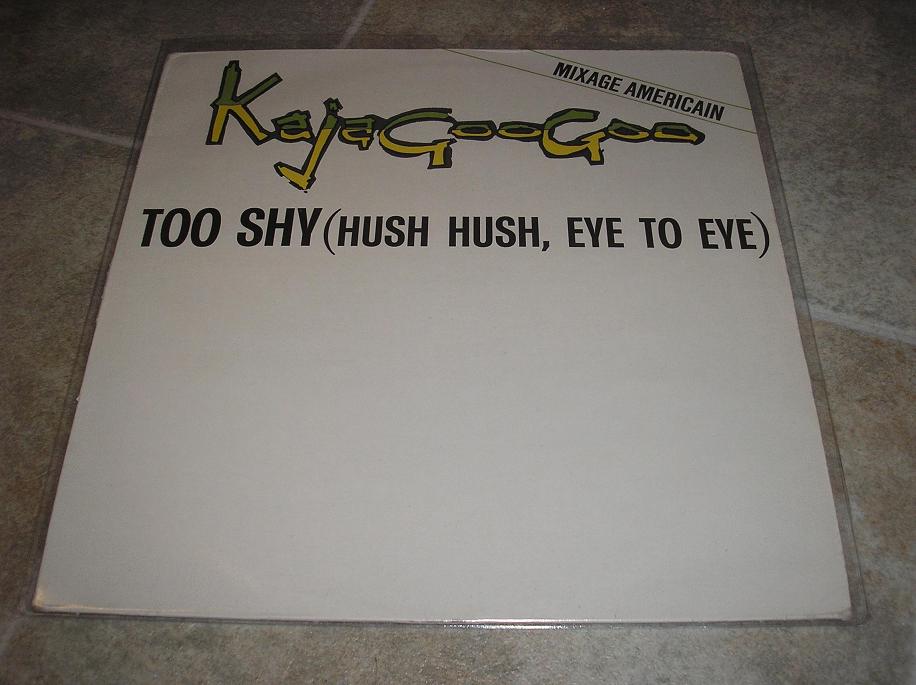 KajaGooGoo
MIXAGE AMERICAIN
TOO SHY (HUSH HUSH, EYE TO EYE)